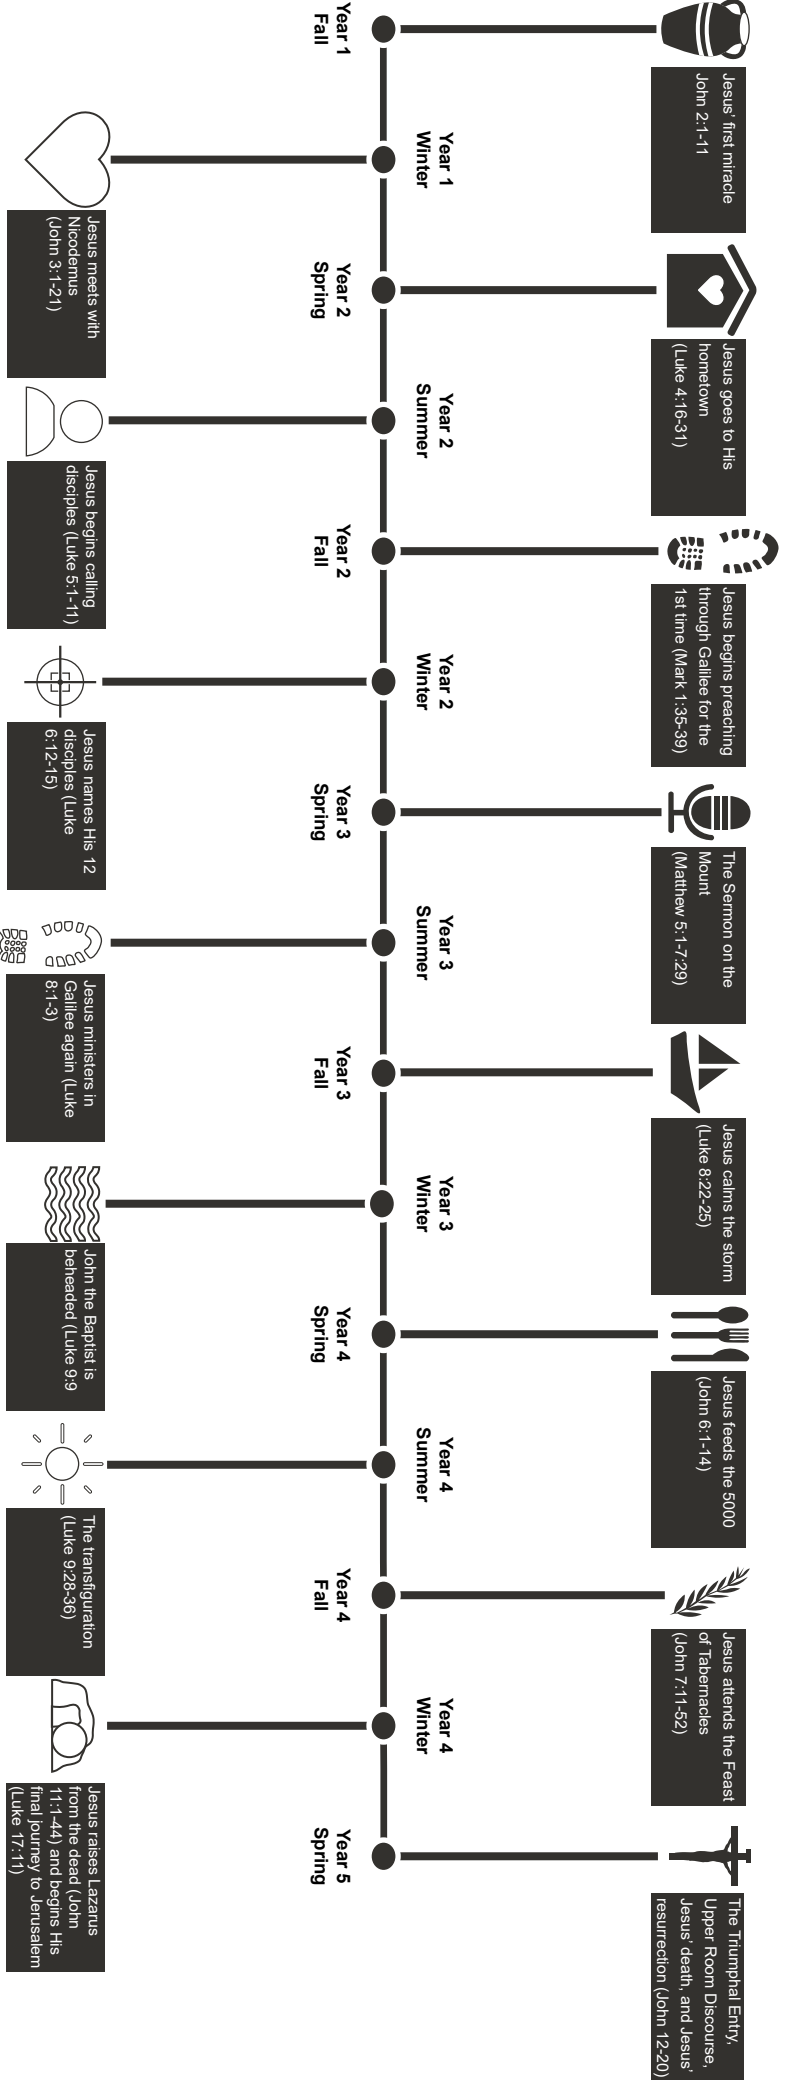 Year 1
Fall
Jesus' first miracle
John 2:1-11
Year 1
Winter
Jesus meets with
Nicodemus
(John 3:1-21)
Year 2
Spring
Jesus goes to His
hometown
(Luke 4:16-31)
Year 2
Summer
Jesus begins calling
disciples (Luke 5:1-11)
Year 2
Fall
Jesus begins preaching
through Galilee for the
1st time (Mark 1:35-39)
Year 2
Winter
Jesus names His 12
disciples (Luke
6:12-15)
Year 3
Spring
The Sermon on the
Mount
(Matthew 5:1-7:29)
Year 3
Summer
Jesus ministers in
Galilee again (Luke
8:1-3)
Year 3
Fall
Jesus calms the storm
(Luke 8:22-25)
Year 3
Winter
John the Baptist is
beheaded (Luke 9:9
Year 4
Spring
Jesus feeds the 5000
(John 6:1-14)
Year 4
Summer
The transfiguration
(Luke 9:28-36)
Year 4
Fall
Jesus attends the Feast
of Tabernacles
(John 7:11-52)
Year 4
Winter
Jesus raises Lazarus
from the dead (John
11:1-44) and begins His
final journey to Jerusalem
(Luke 17:11)
Year 5
Spring
The Triumphal Entry,
Upper Room Discourse,
Jesus' death, and Jesus'
resurrection (John 12-20)